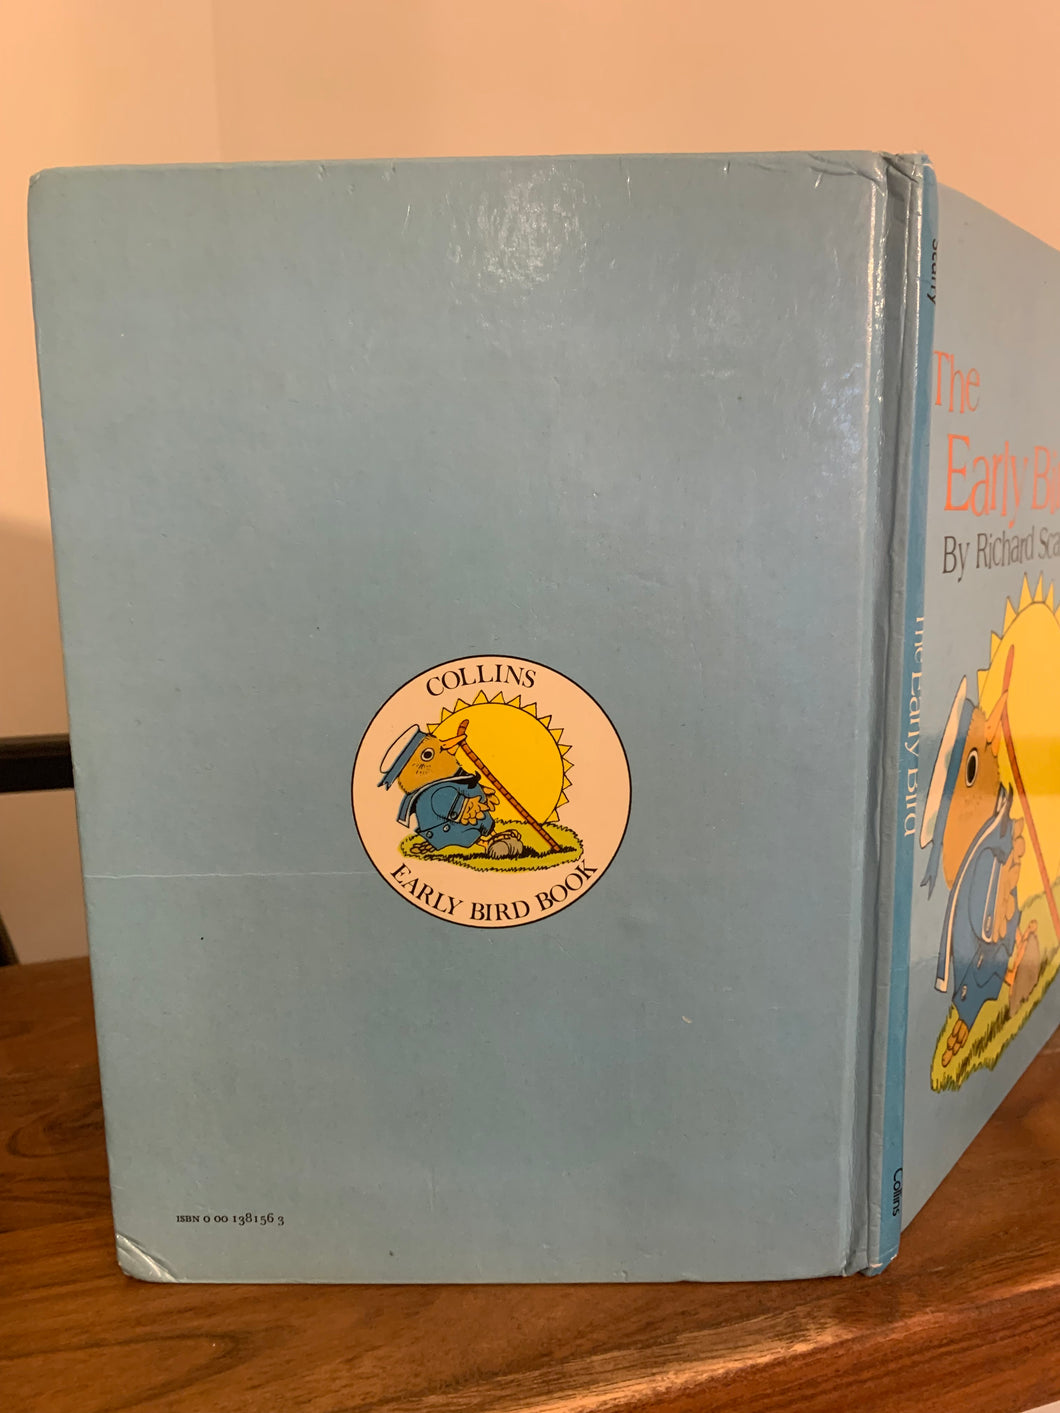 COLLINS
EARLY BIRD BOOK
ISBN 0 00 138156 3
Scarry
The Early Bird
Collins
The
Early Bi
By Richard Sca